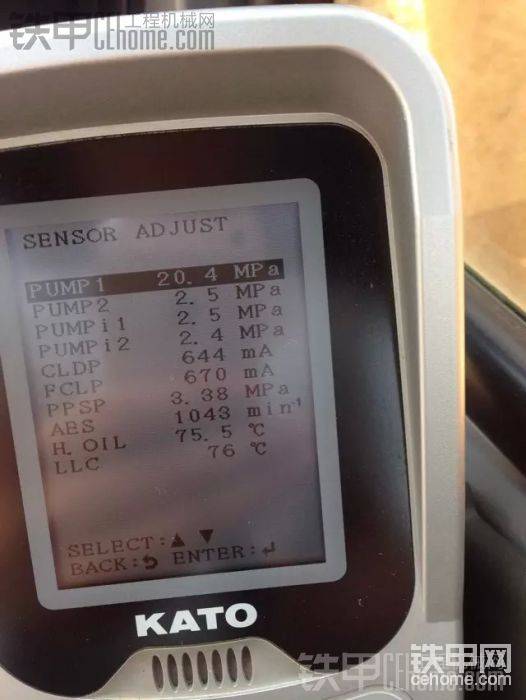 铁甲 工程机械网
Cehome.com
SENSOR ADJUST
PUMP1 20.4 MPa
PUMP2 2.5 MPa
PUMPi1 2.5 MPa
PUMPi2 2.4 MPa
CLDP 644 mA
FCLP 670 mA
PPSP 3.38 MPa
AES 1043 min⁻¹
H.OIL 75.5 ℃
LLC 76 ℃
SELECT:▲ ▼
BACK:⮌ ENTER:↵
KATO
铁甲网
cehome.com